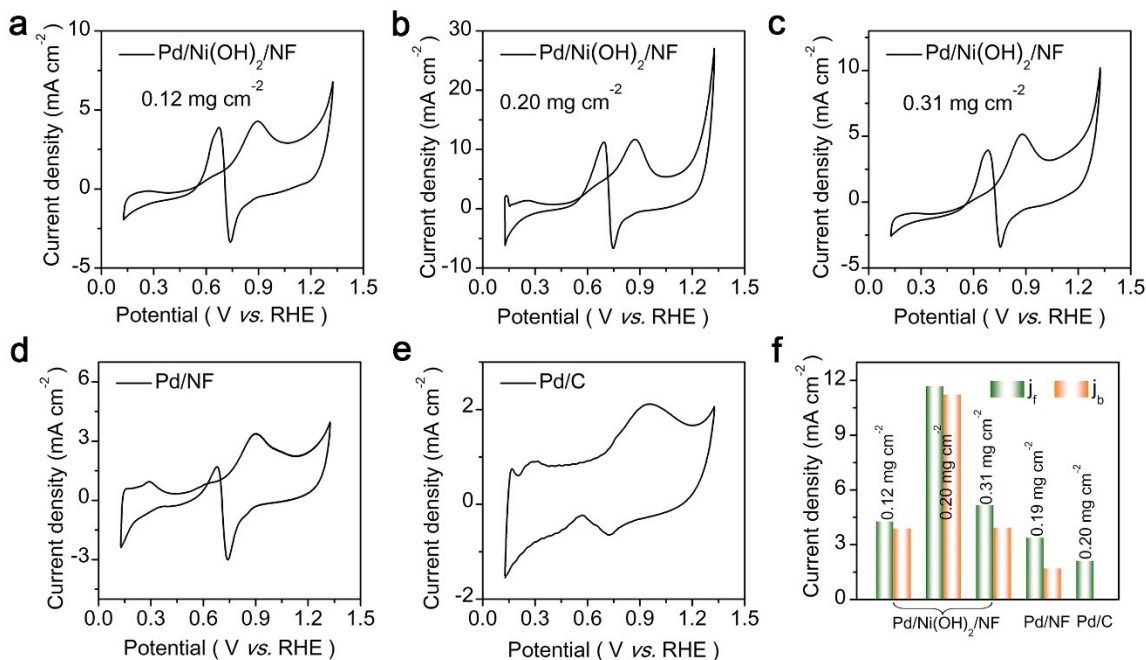 a
Pd/Ni(OH)₂/NF
0.12 mg cm⁻²
Current density (mA cm⁻²)
10
5
0
-5
0.0 0.3 0.6 0.9 1.2 1.5
Potential ( V vs. RHE )
b
Pd/Ni(OH)₂/NF
0.20 mg cm⁻²
Current density (mA cm⁻²)
30
20
10
0
-10
0.0 0.3 0.6 0.9 1.2 1.5
Potential ( V vs. RHE )
c
Pd/Ni(OH)₂/NF
0.31 mg cm⁻²
Current density (mA cm⁻²)
10
5
0
-5
0.0 0.3 0.6 0.9 1.2 1.5
Potential ( V vs. RHE )
d
Pd/NF
Current density (mA cm⁻²)
6
3
0
-3
0.0 0.3 0.6 0.9 1.2 1.5
Potential ( V vs. RHE )
e
Pd/C
Current density (mA cm⁻²)
2
0
-2
0.0 0.3 0.6 0.9 1.2 1.5
Potential ( V vs. RHE )
f
j_f j_b
Current density (mA cm⁻²)
12
9
6
3
0
0.12 mg cm⁻²
0.20 mg cm⁻²
0.31 mg cm⁻²
0.19 mg cm⁻²
0.20 mg cm⁻²
Pd/Ni(OH)₂/NF Pd/NF Pd/C